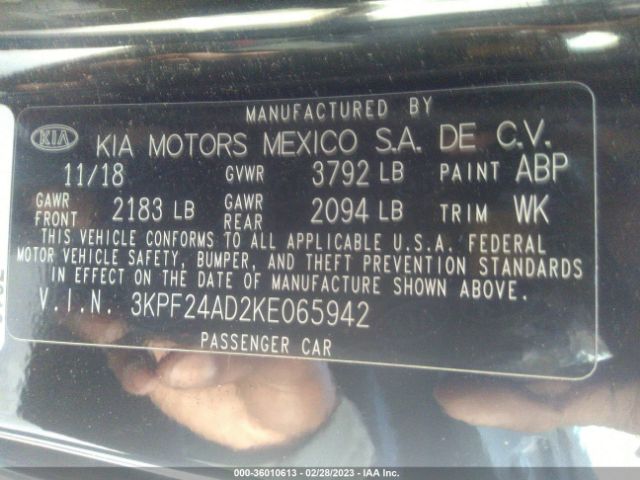 MANUFACTURED BY
KIA KIA MOTORS MEXICO S.A. DE C.V.
11/18 GVWR 3792 LB PAINT ABP
GAWR FRONT 2183 LB GAWR REAR 2094 LB TRIM WK
THIS VEHICLE CONFORMS TO ALL APPLICABLE U.S.A. FEDERAL
MOTOR VEHICLE SAFETY, BUMPER, AND THEFT PREVENTION STANDARDS
IN EFFECT ON THE DATE OF MANUFACTURE SHOWN ABOVE.
V.I.N. 3KPF24AD2KE065942
PASSENGER CAR
000-36010613 - 02/28/2023 - IAA Inc.